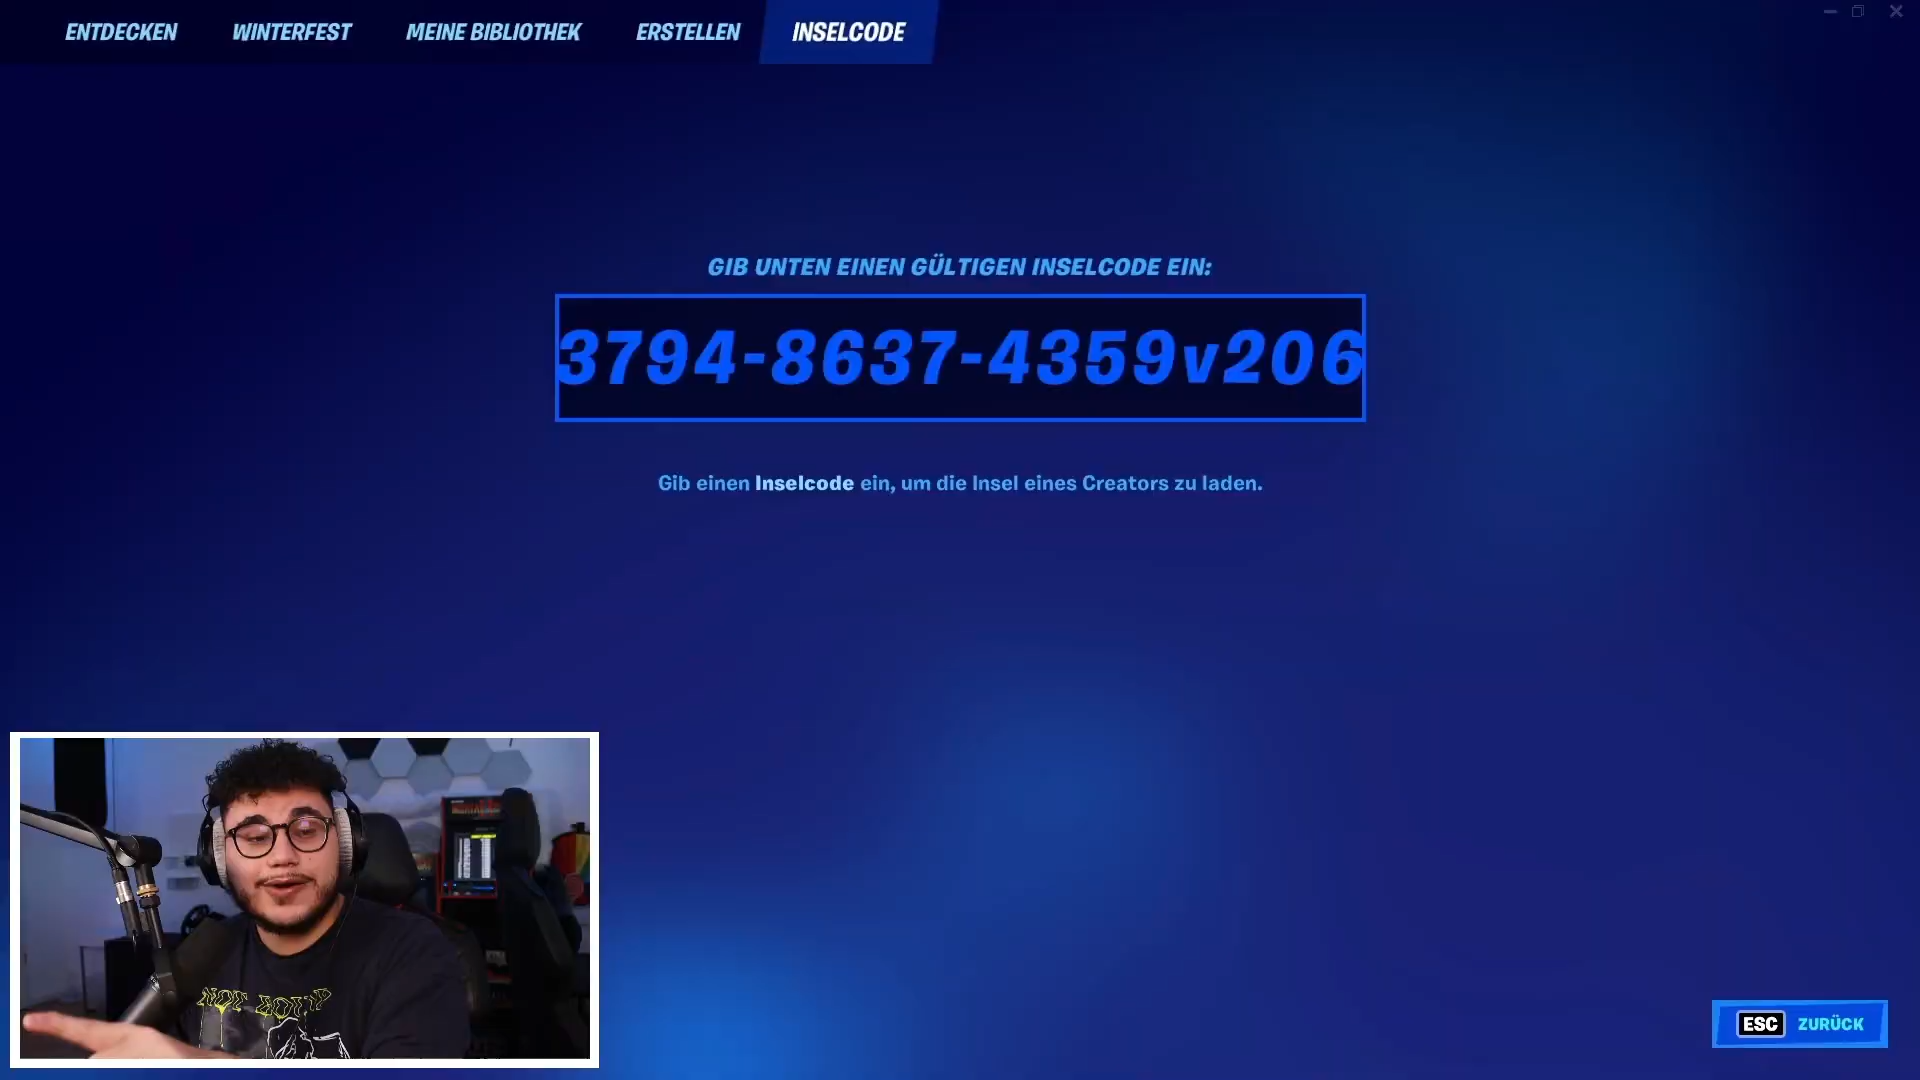 ENTDECKEN WINTERFEST MEINE BIBLIOTHEK ERSTELLEN INSELCODE
GIB UNTEN EINEN GÜLTIGEN INSELCODE EIN:
3794-8637-4359v206
Gib einen Inselcode ein, um die Insel eines Creators zu laden.
ESC ZURÜCK